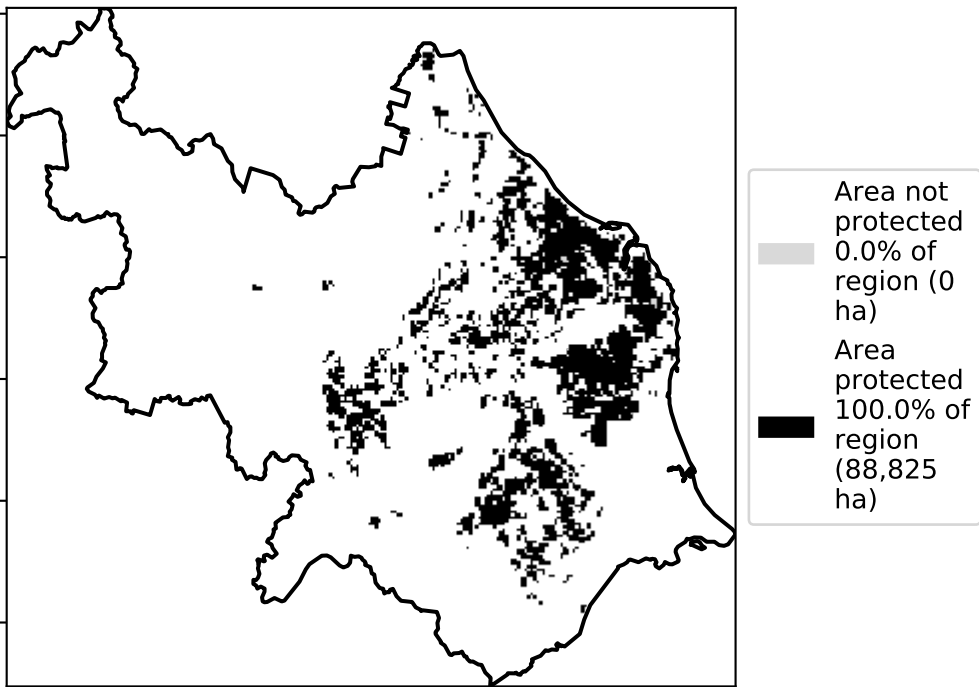 Area not
protected
0.0% of
region (0
ha)
Area
protected
100.0% of
region
(88,825
ha)